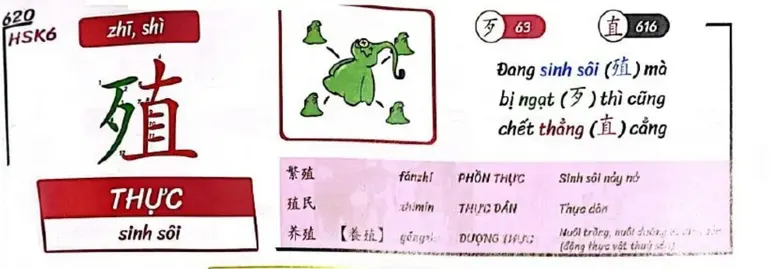 620
HSK6
zhī, shì
殖
THỰC
sinh sôi
歹 63 直 616
Đang sinh sôi (殖) mà
bị ngạt (歹) thì cũng
chết thẳng (直) cẳng
繁殖 fánzhí PHỒN THỰC Sinh sôi nảy nở
殖民 zhímín THỰC DÂN Thực dân
养殖 【養殖】 DƯỠNG THỰC Nuôi trồng, nuôi dưỡng
(động thực vật thuỷ sản)